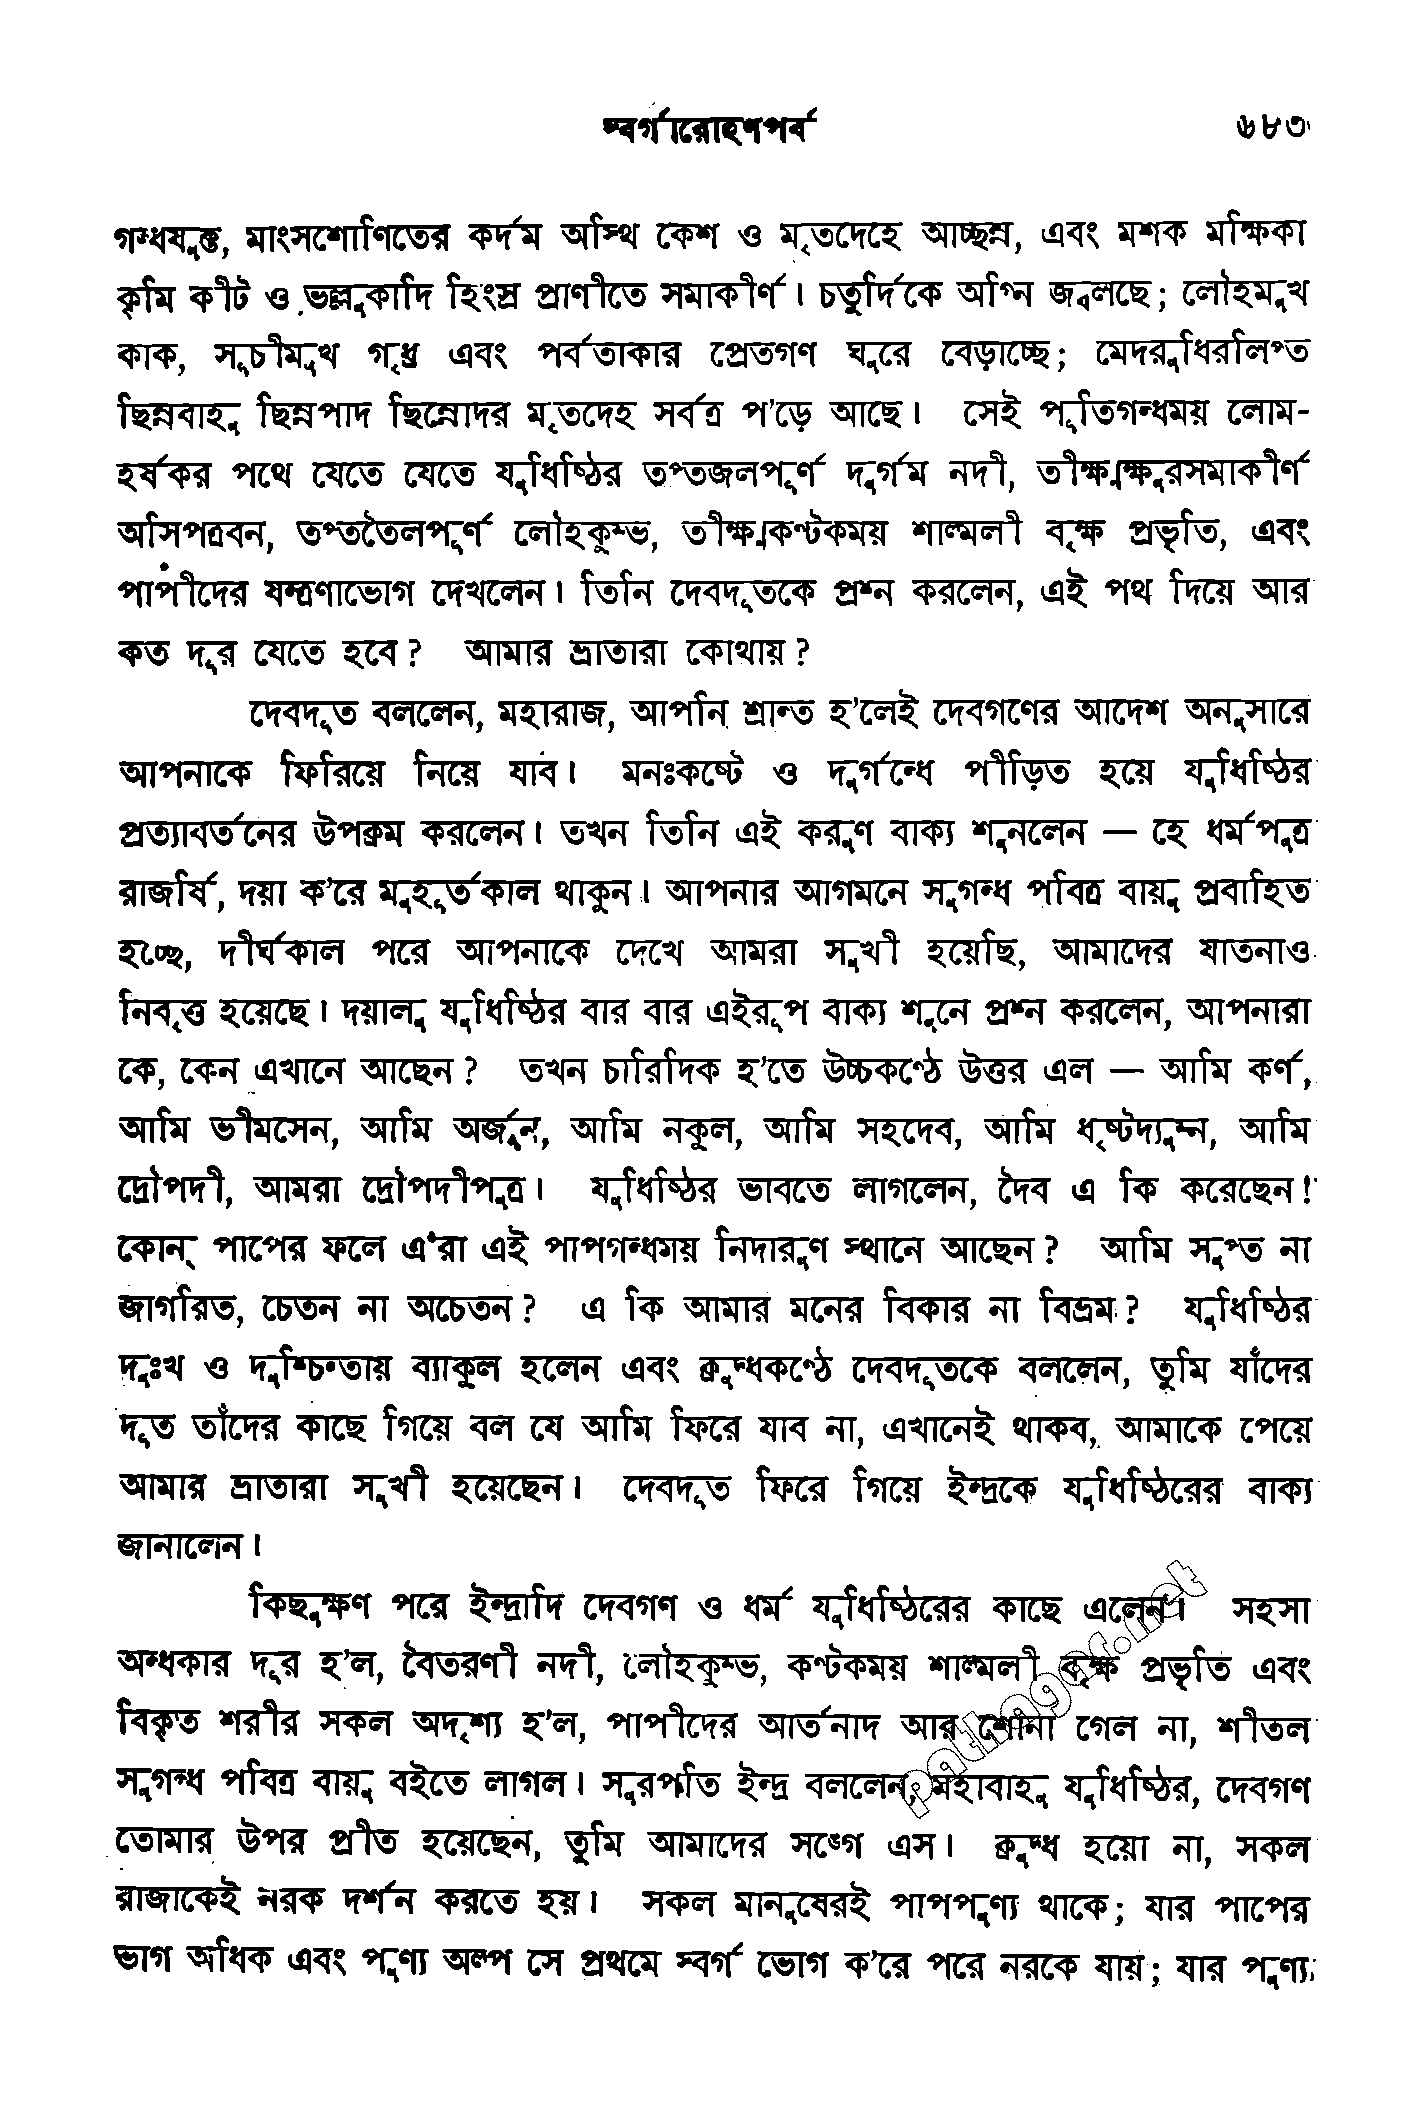 স্বর্গারোহণপর্ব ৬৮৩
গন্ধযুক্ত, মাংসশোণিতের কর্দম অস্থি কেশ ও মৃতদেহে আচ্ছন্ন, এবং মশক মক্ষিকা
কৃমি কীট ও ভল্লুকাদি হিংস্র প্রাণীতে সমাকীর্ণ। চতুর্দিকে অগ্নি জ্বলছে; লৌহমুখ
কাক, সূচীমুখ গৃধ্র এবং পর্বতাকার প্রেতগণ ঘুরে বেড়াচ্ছে; মেদরুধিরলিপ্ত
ছিন্নবাহু ছিন্নপাদ ছিন্নোদর মৃতদেহ সর্বত্র প'ড়ে আছে। সেই পূতিগন্ধময় লোম-
হর্ষকর পথে যেতে যেতে যুধিষ্ঠির তপ্তজলপূর্ণ দুর্গম নদী, তীক্ষ্ণক্ষুরসমাকীর্ণ
অসিপত্রবন, তপ্ততৈলপূর্ণ লৌহকুম্ভ, তীক্ষ্ণকণ্টকময় শাল্মলী বৃক্ষ প্রভৃতি, এবং
পাপীদের যন্ত্রণাভোগ দেখলেন। তিনি দেবদূতকে প্রশ্ন করলেন, এই পথ দিয়ে আর
কত দূর যেতে হবে? আমার ভ্রাতারা কোথায়?
দেবদূত বললেন, মহারাজ, আপনি শ্রান্ত হ'লেই দেবগণের আদেশ অনুসারে
আপনাকে ফিরিয়ে নিয়ে যাব। মনঃকষ্টে ও দুর্গন্ধে পীড়িত হয়ে যুধিষ্ঠির
প্রত্যাবর্তনের উপক্রম করলেন। তখন তিনি এই করুণ বাক্য শুনলেন — হে ধর্মপুত্র
রাজর্ষি, দয়া ক'রে মুহূর্তকাল থাকুন। আপনার আগমনে সুগন্ধ পবিত্র বায়ু প্রবাহিত
হচ্ছে, দীর্ঘকাল পরে আপনাকে দেখে আমরা সুখী হয়েছি, আমাদের যাতনাও
নিবৃত্ত হয়েছে। দয়ালু যুধিষ্ঠির বার বার এইরূপ বাক্য শুনে প্রশ্ন করলেন, আপনারা
কে, কেন এখানে আছেন? তখন চারিদিক হ'তে উচ্চকণ্ঠে উত্তর এল — আমি কর্ণ,
আমি ভীমসেন, আমি অর্জুন, আমি নকুল, আমি সহদেব, আমি ধৃষ্টদ্যুম্ন, আমি
দ্রৌপদী, আমরা দ্রৌপদীপুত্র। যুধিষ্ঠির ভাবতে লাগলেন, দৈব এ কি করেছেন!
কোন্ পাপের ফলে এঁরা এই পাপগন্ধময় নিদারুণ স্থানে আছেন? আমি সুপ্ত না
জাগরিত, চেতন না অচেতন? এ কি আমার মনের বিকার না বিভ্রম? যুধিষ্ঠির
দুঃখ ও দুশ্চিন্তায় ব্যাকুল হলেন এবং ক্রুদ্ধকণ্ঠে দেবদূতকে বললেন, তুমি যাঁদের
দূত তাঁদের কাছে গিয়ে বল যে আমি ফিরে যাব না, এখানেই থাকব, আমাকে পেয়ে
আমার ভ্রাতারা সুখী হয়েছেন। দেবদূত ফিরে গিয়ে ইন্দ্রকে যুধিষ্ঠিরের বাক্য
জানালেন।
কিছুক্ষণ পরে ইন্দ্রাদি দেবগণ ও ধর্ম যুধিষ্ঠিরের কাছে এলেন। সহসা
অন্ধকার দূর হ'ল, বৈতরণী নদী, লৌহকুম্ভ, কণ্টকময় শাল্মলী বৃক্ষ প্রভৃতি এবং
বিকৃত শরীর সকল অদৃশ্য হ'ল, পাপীদের আর্তনাদ আর শোনা গেল না, শীতল
সুগন্ধ পবিত্র বায়ু বইতে লাগল। সুরপতি ইন্দ্র বললেন, মহাবাহু যুধিষ্ঠির, দেবগণ
তোমার উপর প্রীত হয়েছেন, তুমি আমাদের সঙ্গে এস। ক্রুদ্ধ হয়ো না, সকল
রাজাকেই নরক দর্শন করতে হয়। সকল মানুষেরই পাপপুণ্য থাকে; যার পাপের
ভাগ অধিক এবং পুণ্য অল্প সে প্রথমে স্বর্গ ভোগ ক'রে পরে নরকে যায়; যার পুণ্য
pathagar.net